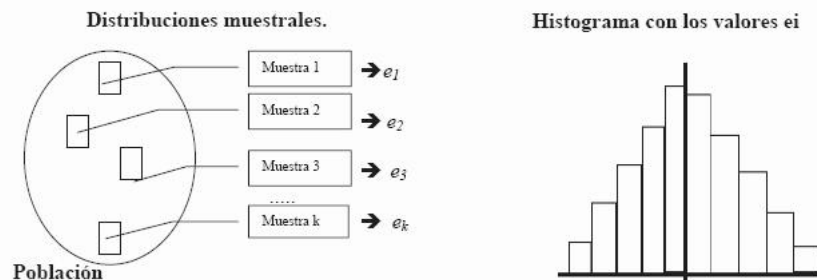 Distribuciones muestrales.
Histograma con los valores ei
Muestra 1 ➔ e1
Muestra 2 ➔ e2
Muestra 3 ➔ e3
.....
Muestra k ➔ ek
Población